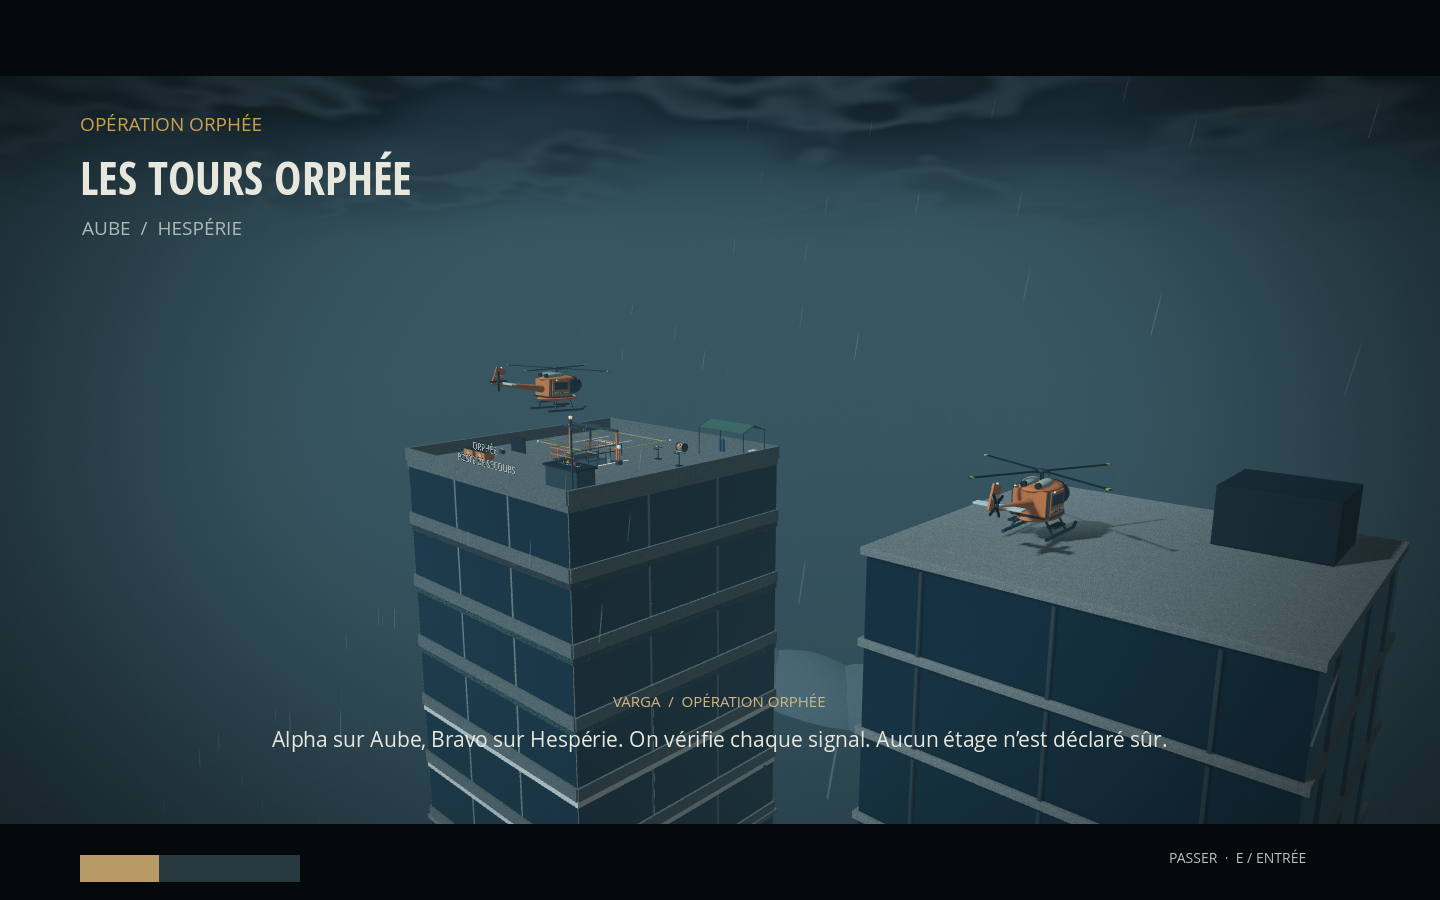 OPÉRATION ORPHÉE
LES TOURS ORPHÉE
AUBE / HESPÉRIE
ORPHÉE
VARGA / OPÉRATION ORPHÉE
Alpha sur Aube, Bravo sur Hespérie. On vérifie chaque signal. Aucun étage n’est déclaré sûr.
PASSER · E / ENTRÉE